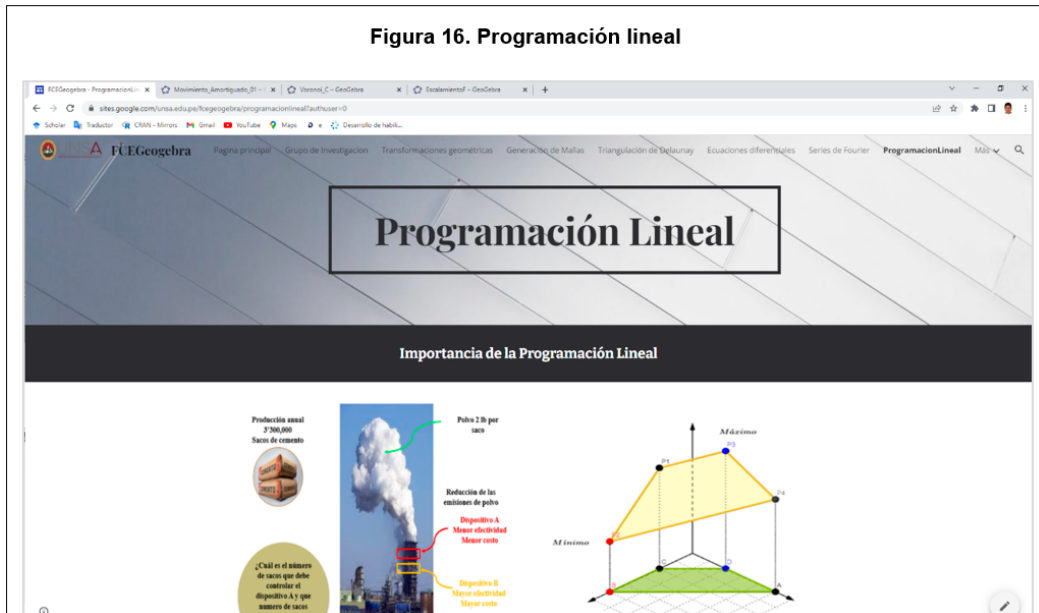 Figura 16. Programación lineal
FCEGeogebra - ProgramacionLin
Movimiento_Amortiguado_01 -
Voronoi_C - GeoGebra
EscalamientoF - GeoGebra
sites.google.com/unsa.edu.pe/fcegeogebra/programacionlineal?authuser=0
Scholar Traductor CRAN - Mirrors Gmail YouTube Maps Desarrollo de habili...
UNSA FCEGeogebra Pagina principal Grupo de Investigacion Transformaciones geométricas Generación de Mallas Triangulación de Delaunay Ecuaciones diferenciales Series de Fourier ProgramacionLineal Más
Programación Lineal
Importancia de la Programación Lineal
Producción anual
3'300,000
Sacos de cemento
Polvo 2 lb por
saco
Reducción de las
emisiones de polvo
Dispositivo A
Menor efectividad
Menor costo
Dispositivo B
Mayor efectividad
Mayor costo
¿Cuál es el número
de sacos que debe
controlar el
dispositivo A y que
numero de sacos
Máximo
P3
P1
P4
Mínimo
C
D
A